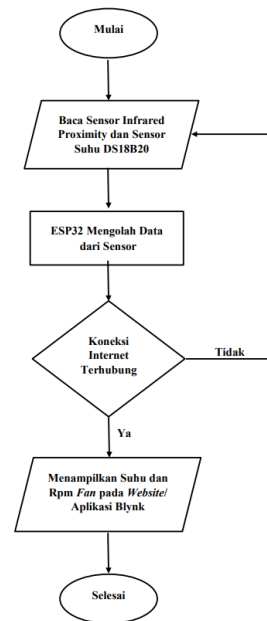 Mulai
Baca Sensor Infrared
Proximity dan Sensor
Suhu DS18B20
ESP32 Mengolah Data
dari Sensor
Koneksi
Internet
Terhubung
Tidak
Ya
Menampilkan Suhu dan
Rpm Fan pada Website/
Aplikasi Blynk
Selesai